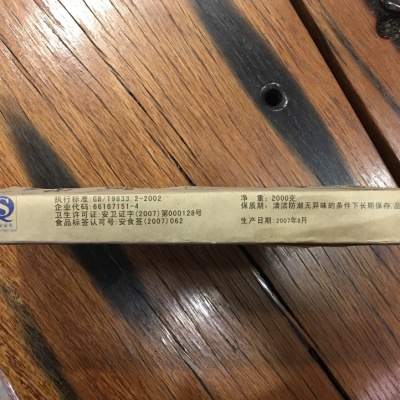 执行标准:GB/T9833.2-2002
企业代码:66167151-4
卫生许可证:安卫证字(2007)第000128号
食品标签认可号:安食签(2007)062
净 重: 2000克
保质期: 清洁防潮无异味的条件下长期保存
生产日期:2007年8月